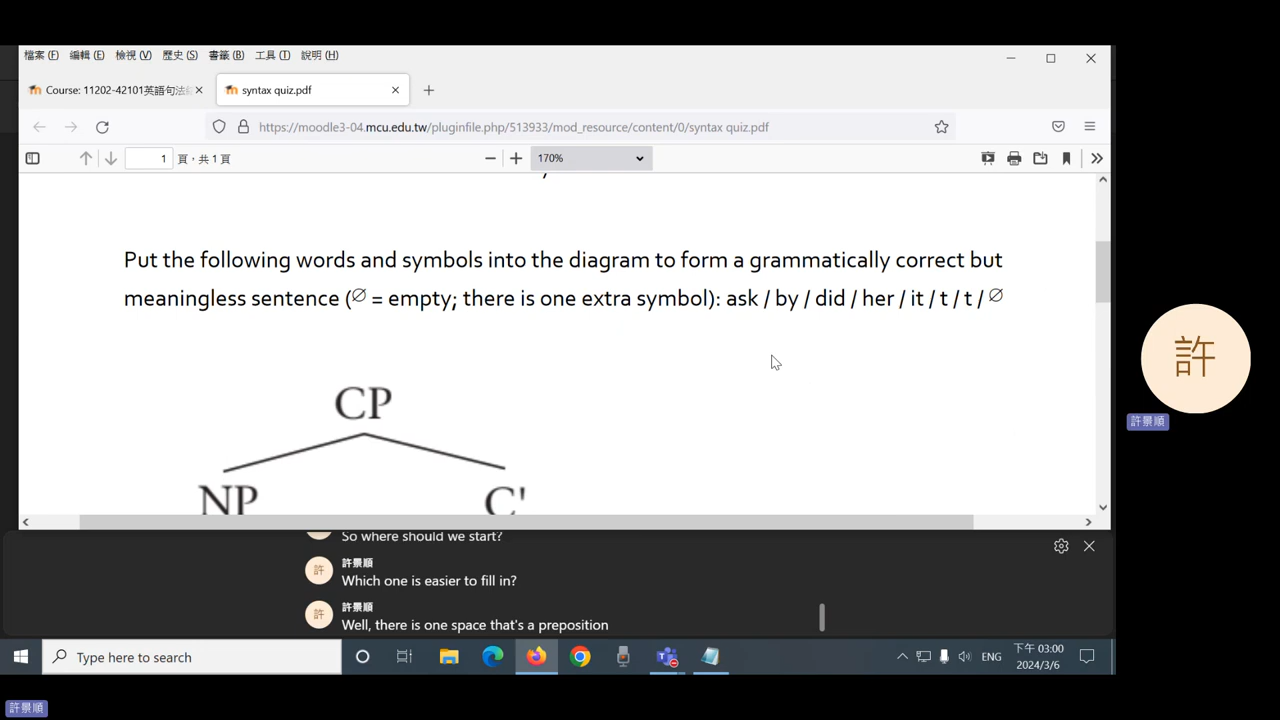 檔案(F) 編輯(E) 檢視(V) 歷史(S) 書籤(B) 工具(T) 說明(H)
Course: 11202-42101英語句法結
syntax quiz.pdf
https://moodle3-04.mcu.edu.tw/pluginfile.php/513933/mod_resource/content/0/syntax quiz.pdf
1 頁，共 1 頁
170%
Put the following words and symbols into the diagram to form a grammatically correct but
meaningless sentence (∅ = empty; there is one extra symbol): ask / by / did / her / it / t / t / ∅
CP
NP C'
許
許景順
So where should we start?
許景順
許
Which one is easier to fill in?
許景順
許
Well, there is one space that's a preposition
Type here to search
ENG
下午 03:00
2024/3/6
許景順